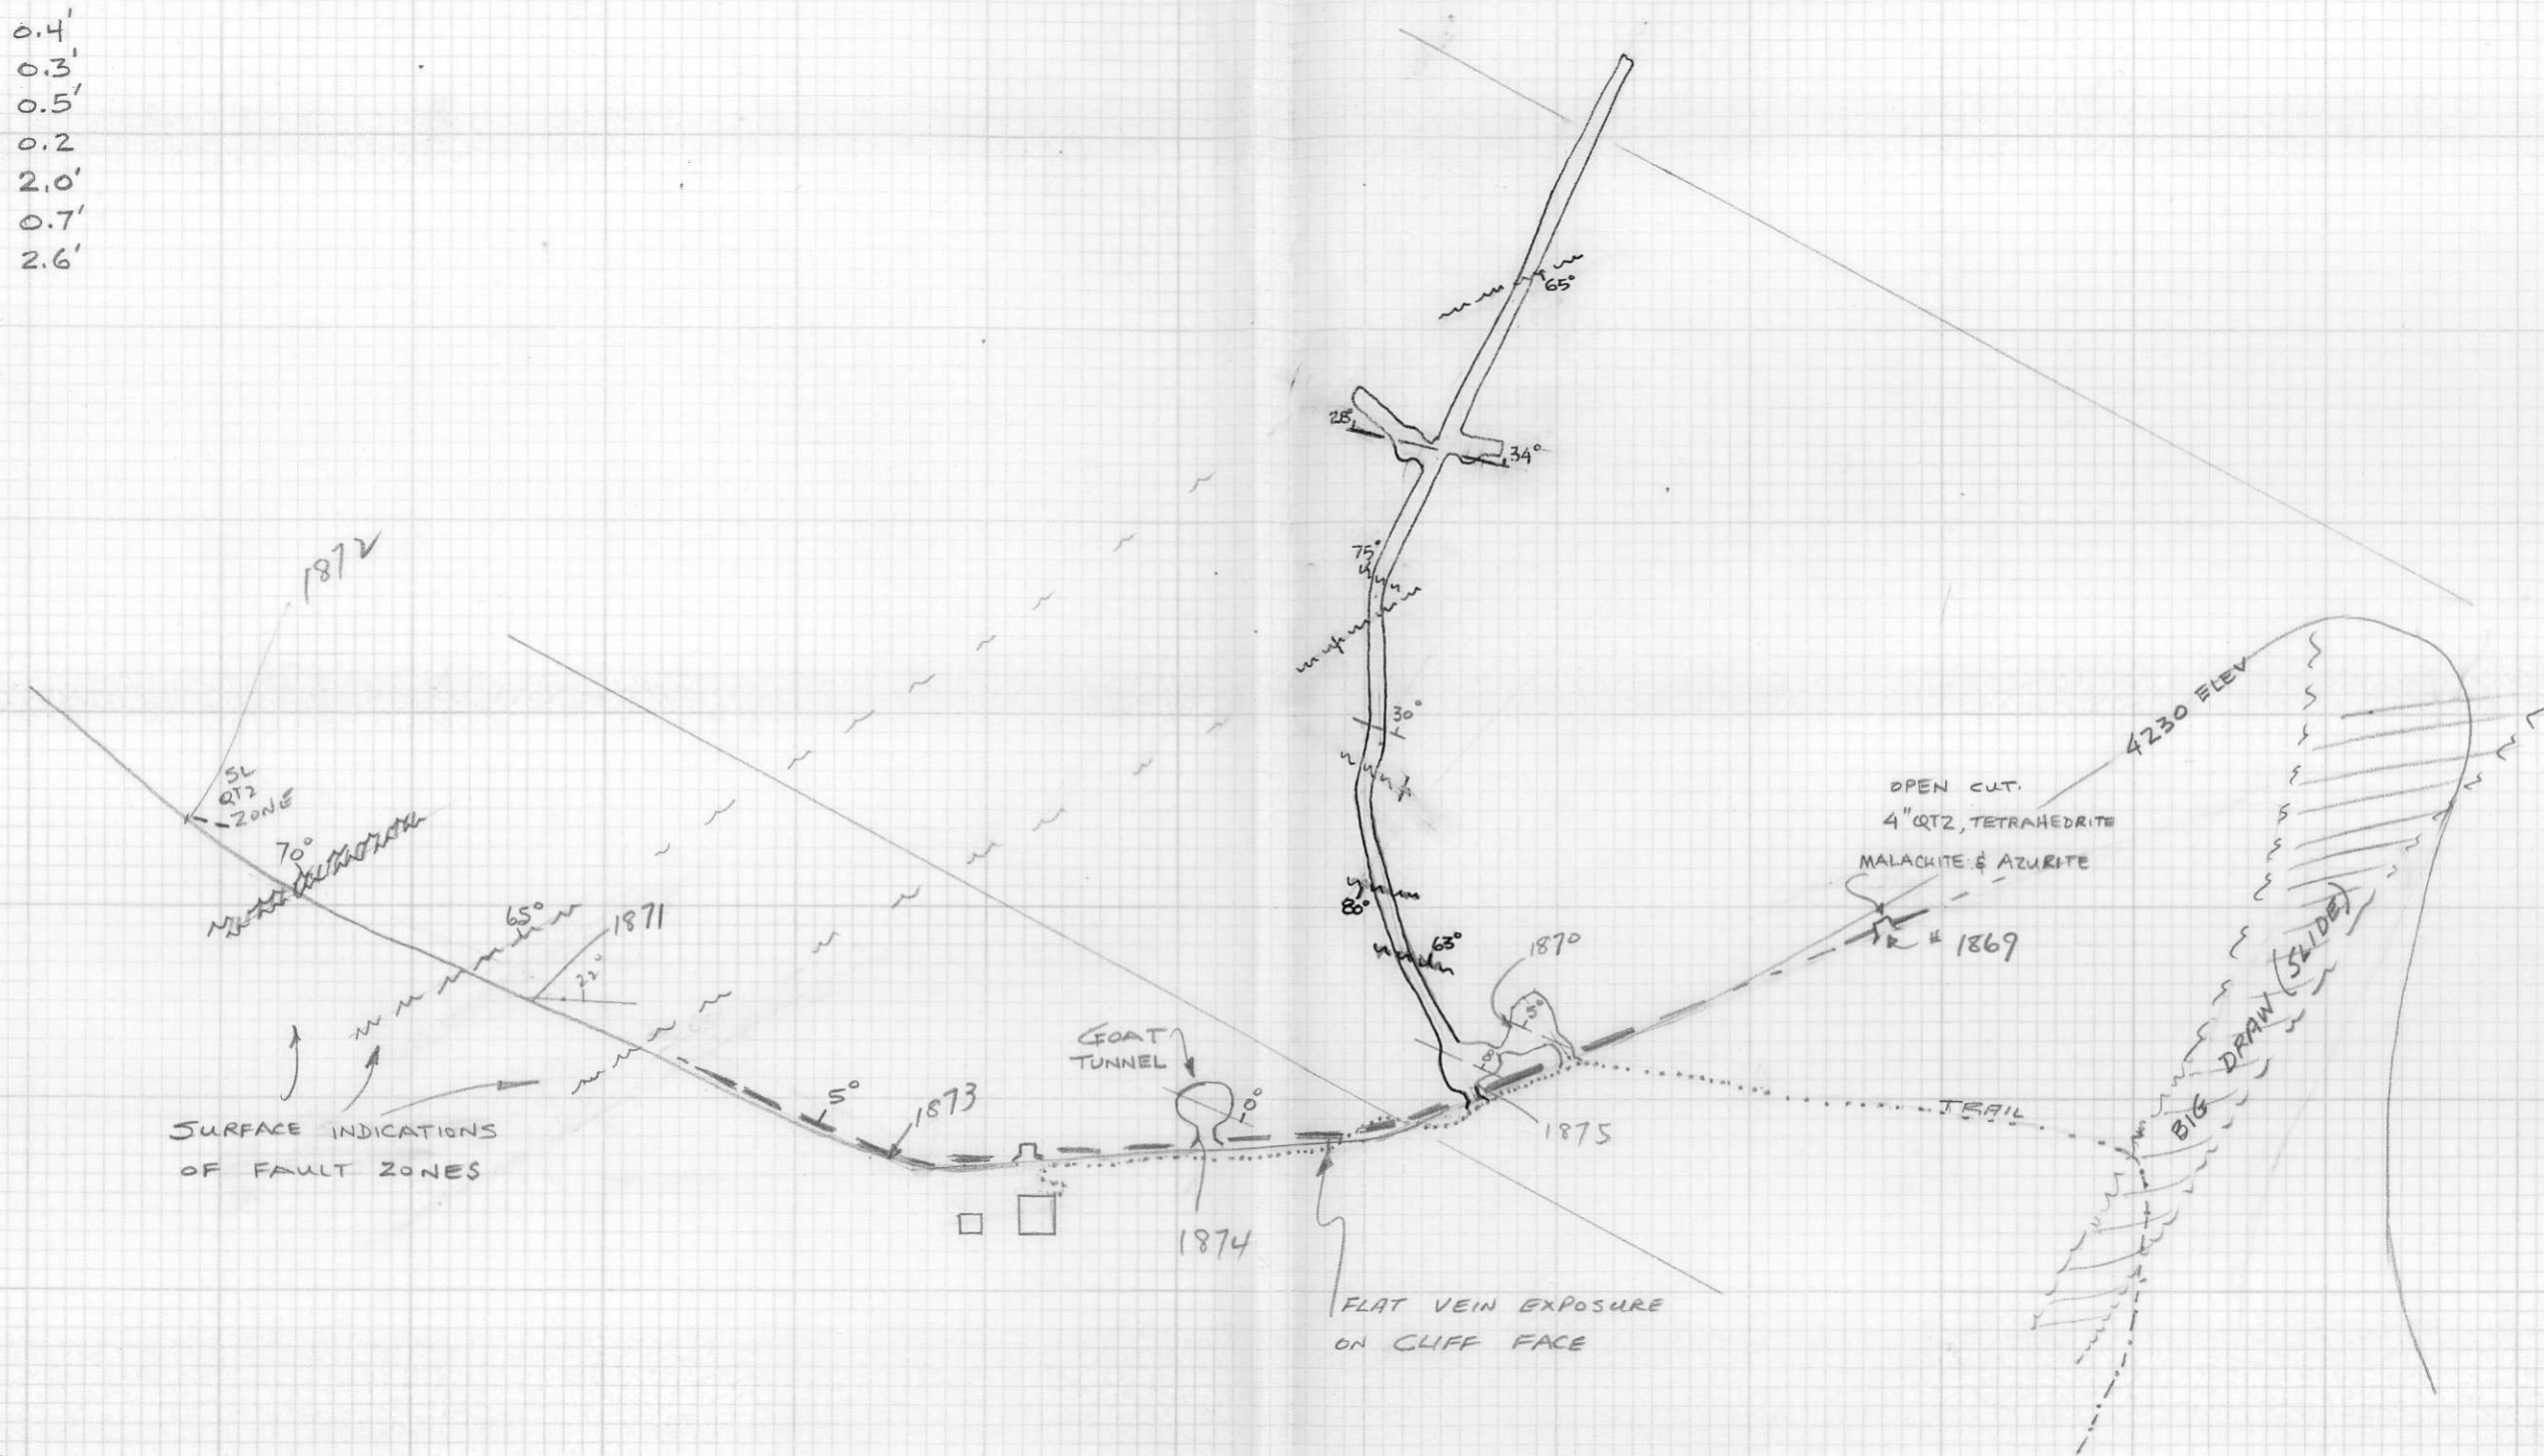 0.4'
0.3'
0.5'
0.2
2.0'
0.7'
2.6'
65°
28°
34°
75°
1872
30°
4230 ELEV
SL
QTZ
ZONE
70°
OPEN CUT.
4" QTZ, TETRAHEDRITE
MALACHITE & AZURITE
80°
65°
1871
22°
63°
1870
# 1869
5°
GOAT
TUNNEL
5°
1873
0°
BIG DRAW (SLIDE)
TRAIL
1875
SURFACE INDICATIONS
OF FAULT ZONES
1874
FLAT VEIN EXPOSURE
ON CLIFF FACE